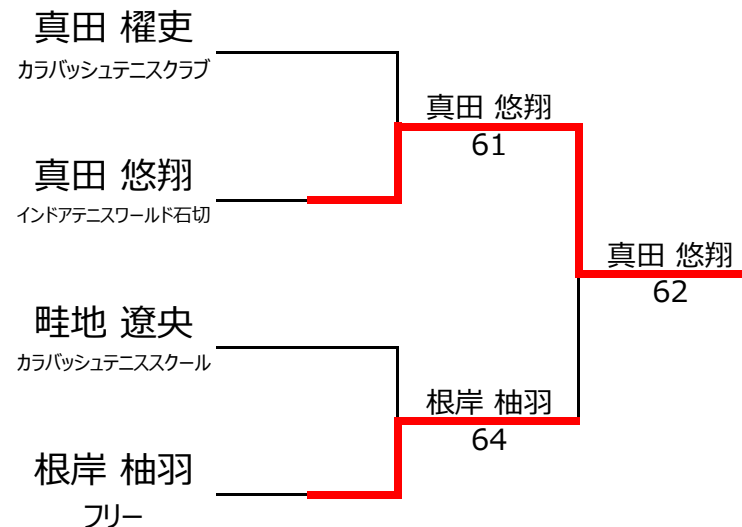 真田 櫂吏
カラバッシュテニスクラブ
真田 悠翔
61
真田 悠翔
インドアテニスワールド石切
真田 悠翔
62
畦地 遼央
カラバッシュテニススクール
根岸 柚羽
64
根岸 柚羽
フリー